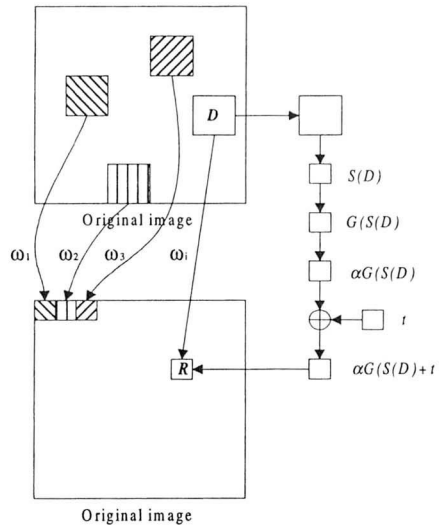 D
S(D)
Original image
G(S(D)
ω1 ω2 ω3 ωi
αG(S(D)
t
R
αG(S(D)+t
Original image